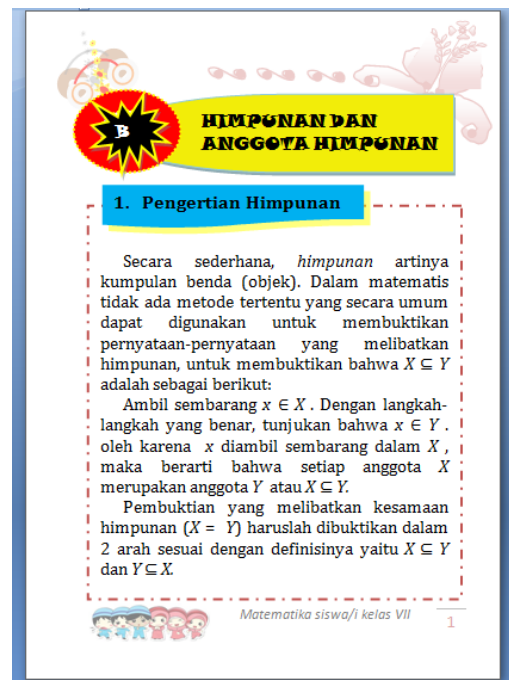 B
HIMPUNAN DAN
ANGGOTA HIMPUNAN
1. Pengertian Himpunan
Secara sederhana, himpunan artinya
kumpulan benda (objek). Dalam matematis
tidak ada metode tertentu yang secara umum
dapat digunakan untuk membuktikan
pernyataan-pernyataan yang melibatkan
himpunan, untuk membuktikan bahwa X ⊆ Y
adalah sebagai berikut:
Ambil sembarang x ∈ X . Dengan langkah-
langkah yang benar, tunjukan bahwa x ∈ Y .
oleh karena x diambil sembarang dalam X ,
maka berarti bahwa setiap anggota X
merupakan anggota Y atau X ⊆ Y.
Pembuktian yang melibatkan kesamaan
himpunan (X = Y) haruslah dibuktikan dalam
2 arah sesuai dengan definisinya yaitu X ⊆ Y
dan Y ⊆ X.
Matematika siswa/i kelas VII
1